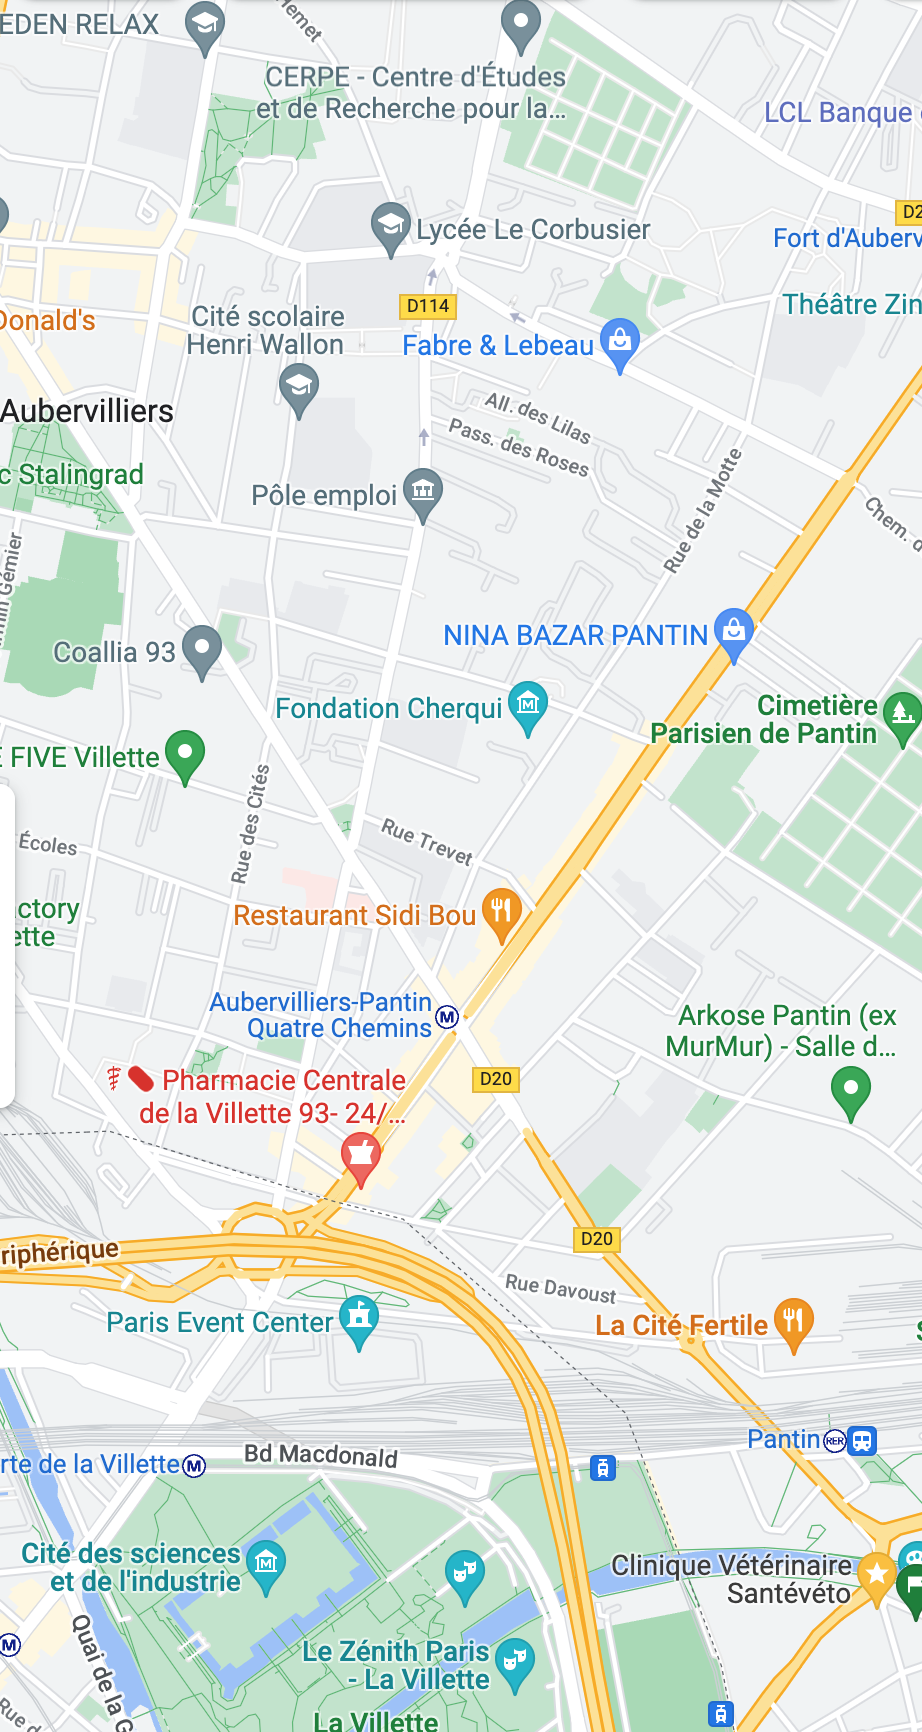 Hemet
EDEN RELAX
CERPE - Centre d'Études
et de Recherche pour la...
LCL Banque
D2
Lycée Le Corbusier
Fort d'Auberv
D114
Théâtre Zin
Donald's
Cité scolaire
Henri Wallon
Fabre & Lebeau
Aubervilliers
All. des Lilas
Pass. des Roses
c Stalingrad
Pôle emploi
Rue de la Motte
Chem. d
min Gémier
Coallia 93
NINA BAZAR PANTIN
Fondation Cherqui
Cimetière
Parisien de Pantin
E FIVE Villette
Rue des Cités
Écoles
Rue Trevet
actory
ette
Restaurant Sidi Bou
Aubervilliers-Pantin
Quatre Chemins
M
Arkose Pantin (ex
MurMur) - Salle d...
Pharmacie Centrale
de la Villette 93- 24/...
D20
D20
riphérique
Rue Davoust
Paris Event Center
La Cité Fertile
S
Pantin
RER
Bd Macdonald
rte de la Villette
M
Cité des sciences
et de l'industrie
Clinique Vétérinaire
Santévéto
M
Quai de la G
Le Zénith Paris
- La Villette
Rue d
La Villette